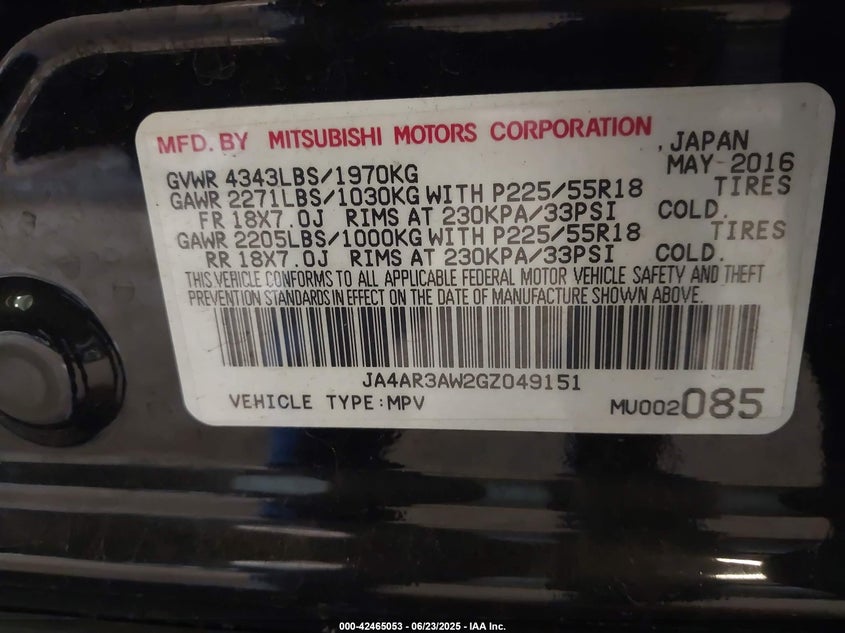 MFD. BY MITSUBISHI MOTORS CORPORATION , JAPAN
GVWR 4343LBS/1970KG MAY-2016
GAWR 2271LBS/1030KG WITH P225/55R18 TIRES
FR 18X7.0J RIMS AT 230KPA/33PSI COLD.
GAWR 2205LBS/1000KG WITH P225/55R18 TIRES
RR 18X7.0J RIMS AT 230KPA/33PSI COLD.
THIS VEHICLE CONFORMS TO ALL APPLICABLE FEDERAL MOTOR VEHICLE SAFETY AND THEFT
PREVENTION STANDARDS IN EFFECT ON THE DATE OF MANUFACTURE SHOWN ABOVE.
JA4AR3AW2GZ049151
VEHICLE TYPE:MPV MU002085
000-42465053 - 06/23/2025 - IAA Inc.